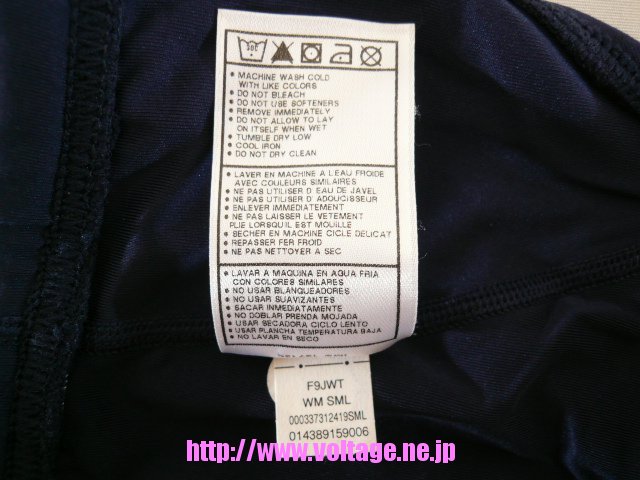 30C
• MACHINE WASH COLD
WITH LIKE COLORS
• DO NOT BLEACH
• DO NOT USE SOFTENERS
• REMOVE IMMEDIATELY
• DO NOT ALLOW TO LAY
ON ITSELF WHEN WET
• TUMBLE DRY LOW
• COOL IRON
• DO NOT DRY CLEAN
• LAVER EN MACHINE A L'EAU FROIDE
AVEC COULEURS SIMILAIRES
• NE PAS UTILISER D'EAU DE JAVEL
• NE PAS UTILISER D'ADOUCISSEUR
• ENLEVER IMMEDIATEMENT
• NE PAS LAISSER LE VETEMENT
PLIE LORSQU'IL EST MOUILLE
• SECHER EN MACHINE CICLE DELICAT
• REPASSER FER FROID
• NE PAS NETTOYER A SEC
• LAVAR A MAQUINA EN AQUA FRIA
CON COLORES SIMILARES
• NO USAR BLANQUEADORES
• NO USAR SUAVIZANTES
• SACAR INMEDIATAMENTE
• NO DOBLAR PRENDA MOJADA
• USAR SECADORA CICLO LENTO
• USAR PLANCHA TEMPERATURA BAJA
• NO LAVAR EN SECO
F9JWT
WM SML
000337312419SML
014389159006
http://www.voltage.ne.jp